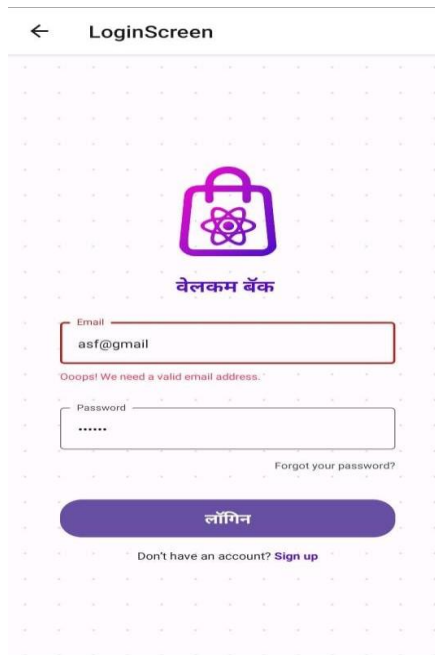 LoginScreen
वेलकम बॅक
Email
asf@gmail
Ooops! We need a valid email address.
Password
••••••
Forgot your password?
लॉगिन
Don't have an account? Sign up